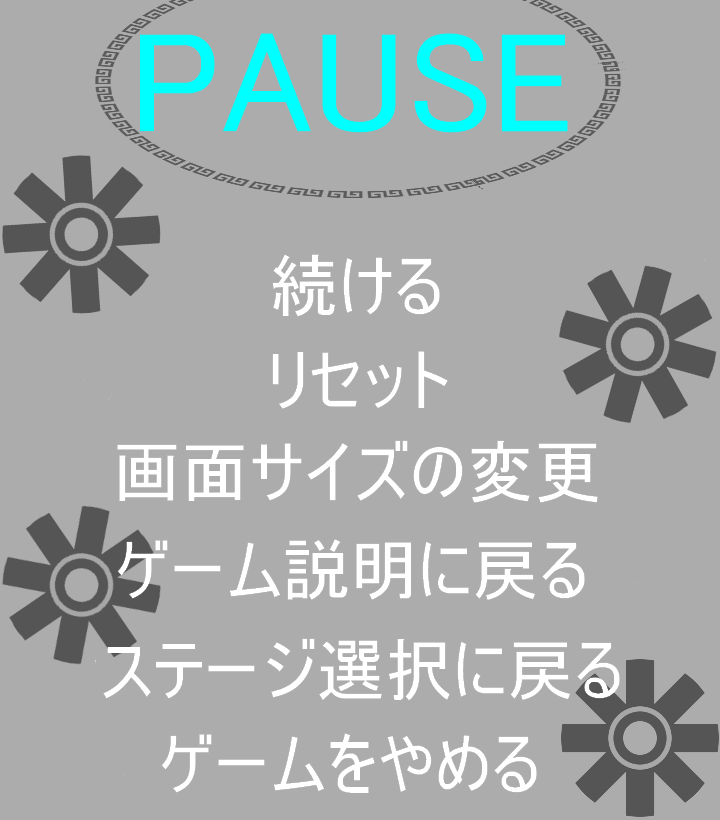 PAUSE
続ける
リセット
画面サイズの変更
ゲーム説明に戻る
ステージ選択に戻る
ゲームをやめる